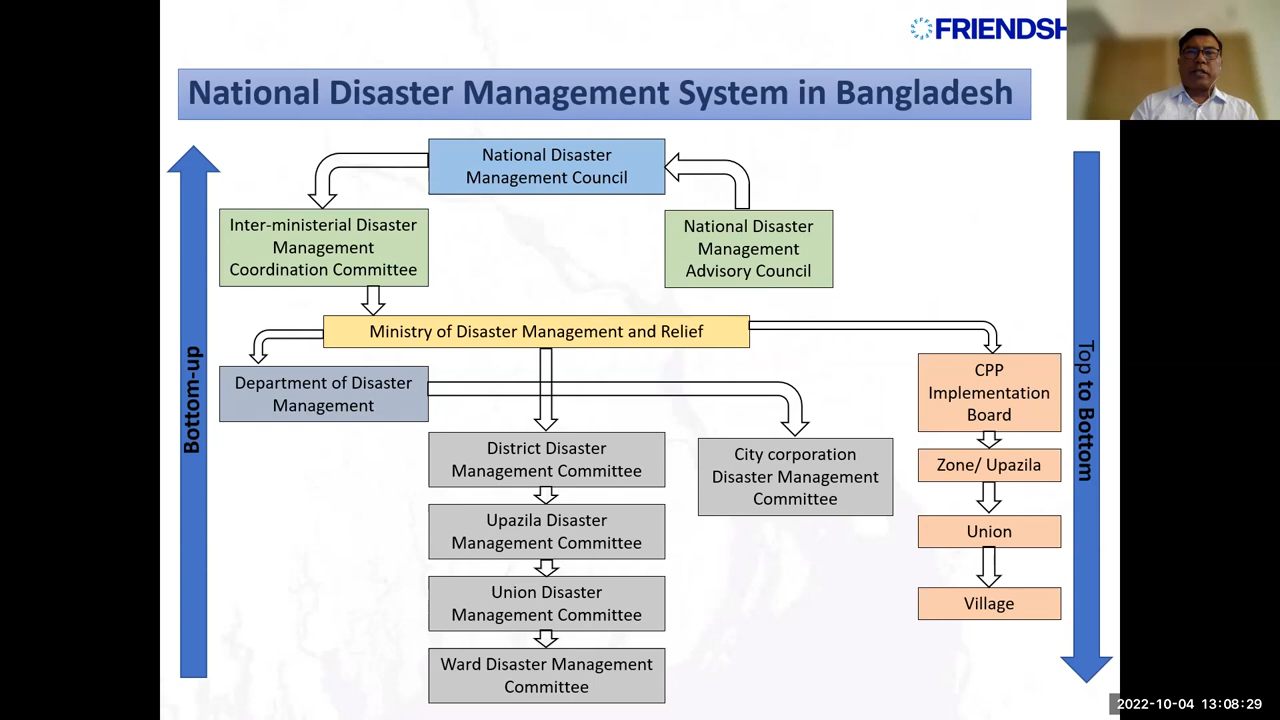 FRIENDSH
National Disaster Management System in Bangladesh
National Disaster
Management Council
Inter-ministerial Disaster
Management
Coordination Committee
National Disaster
Management
Advisory Council
Ministry of Disaster Management and Relief
Department of Disaster
Management
CPP
Implementation
Board
District Disaster
Management Committee
City corporation
Disaster Management
Committee
Zone/ Upazila
Upazila Disaster
Management Committee
Union
Union Disaster
Management Committee
Village
Ward Disaster Management
Committee
Bottom-up
Top to Bottom
2022-10-04 13:08:29